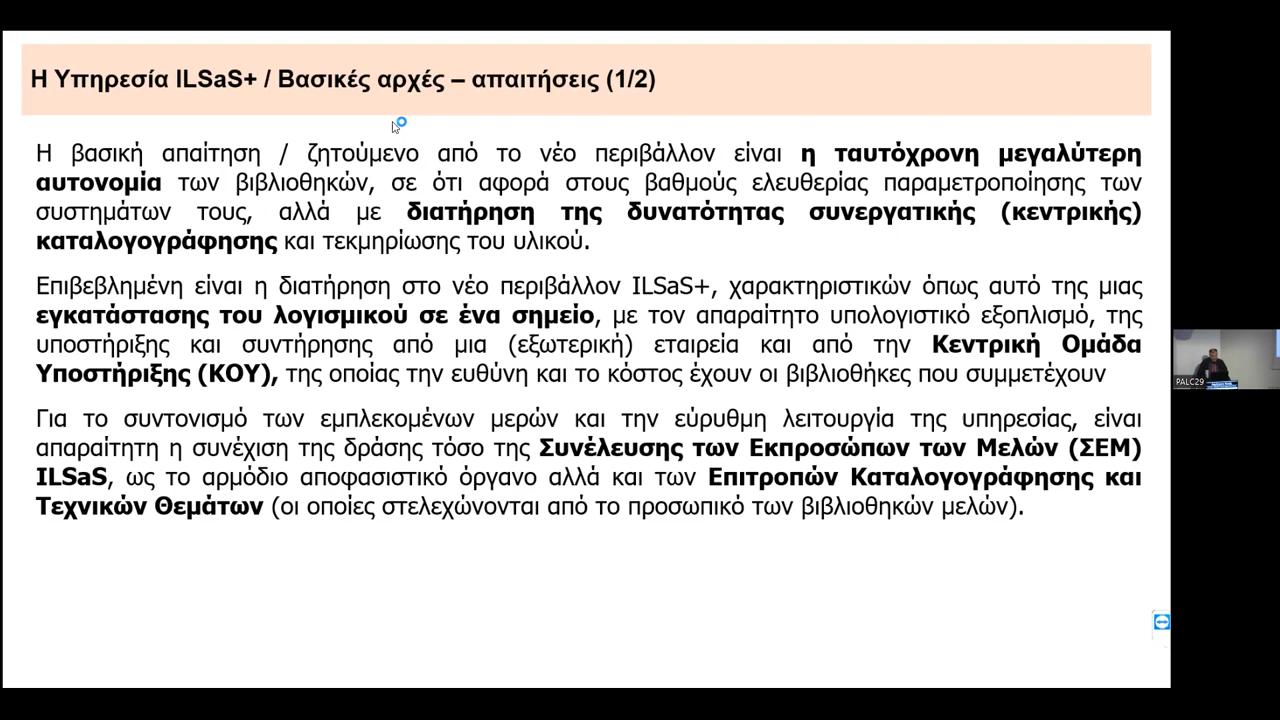 Η Υπηρεσία ILSaS+ / Βασικές αρχές – απαιτήσεις (1/2)
Η βασική απαίτηση / ζητούμενο από το νέο περιβάλλον είναι η ταυτόχρονη μεγαλύτερη
αυτονομία των βιβλιοθηκών, σε ότι αφορά στους βαθμούς ελευθερίας παραμετροποίησης των
συστημάτων τους, αλλά με διατήρηση της δυνατότητας συνεργατικής (κεντρικής)
καταλογογράφησης και τεκμηρίωσης του υλικού.
Επιβεβλημένη είναι η διατήρηση στο νέο περιβάλλον ILSaS+, χαρακτηριστικών όπως αυτό της μιας
εγκατάστασης του λογισμικού σε ένα σημείο, με τον απαραίτητο υπολογιστικό εξοπλισμό, της
υποστήριξης και συντήρησης από μια (εξωτερική) εταιρεία και από την Κεντρική Ομάδα
Υποστήριξης (ΚΟΥ), της οποίας την ευθύνη και το κόστος έχουν οι βιβλιοθήκες που συμμετέχουν
Για το συντονισμό των εμπλεκομένων μερών και την εύρυθμη λειτουργία της υπηρεσίας, είναι
απαραίτητη η συνέχιση της δράσης τόσο της Συνέλευσης των Εκπροσώπων των Μελών (ΣΕΜ)
ILSaS, ως το αρμόδιο αποφασιστικό όργανο αλλά και των Επιτροπών Καταλογογράφησης και
Τεχνικών Θεμάτων (οι οποίες στελεχώνονται από το προσωπικό των βιβλιοθηκών μελών).
PALC29